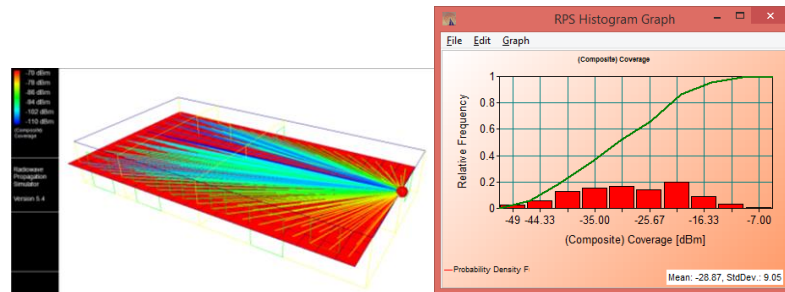 -70 dBm
-78 dBm
-86 dBm
-94 dBm
-102 dBm
-110 dBm
(Composite)
Coverage
Radiowave
Propagation
Simulator
Version 5.4
RPS Histogram Graph
File Edit Graph
(Composite) Coverage
Relative Frequency
1
0.8
0.6
0.4
0.2
0
-49 -44.33 -35.00 -25.67 -16.33 -7.00
(Composite) Coverage [dBm]
Probability Density F
Mean: -28.87, StdDev.: 9.05